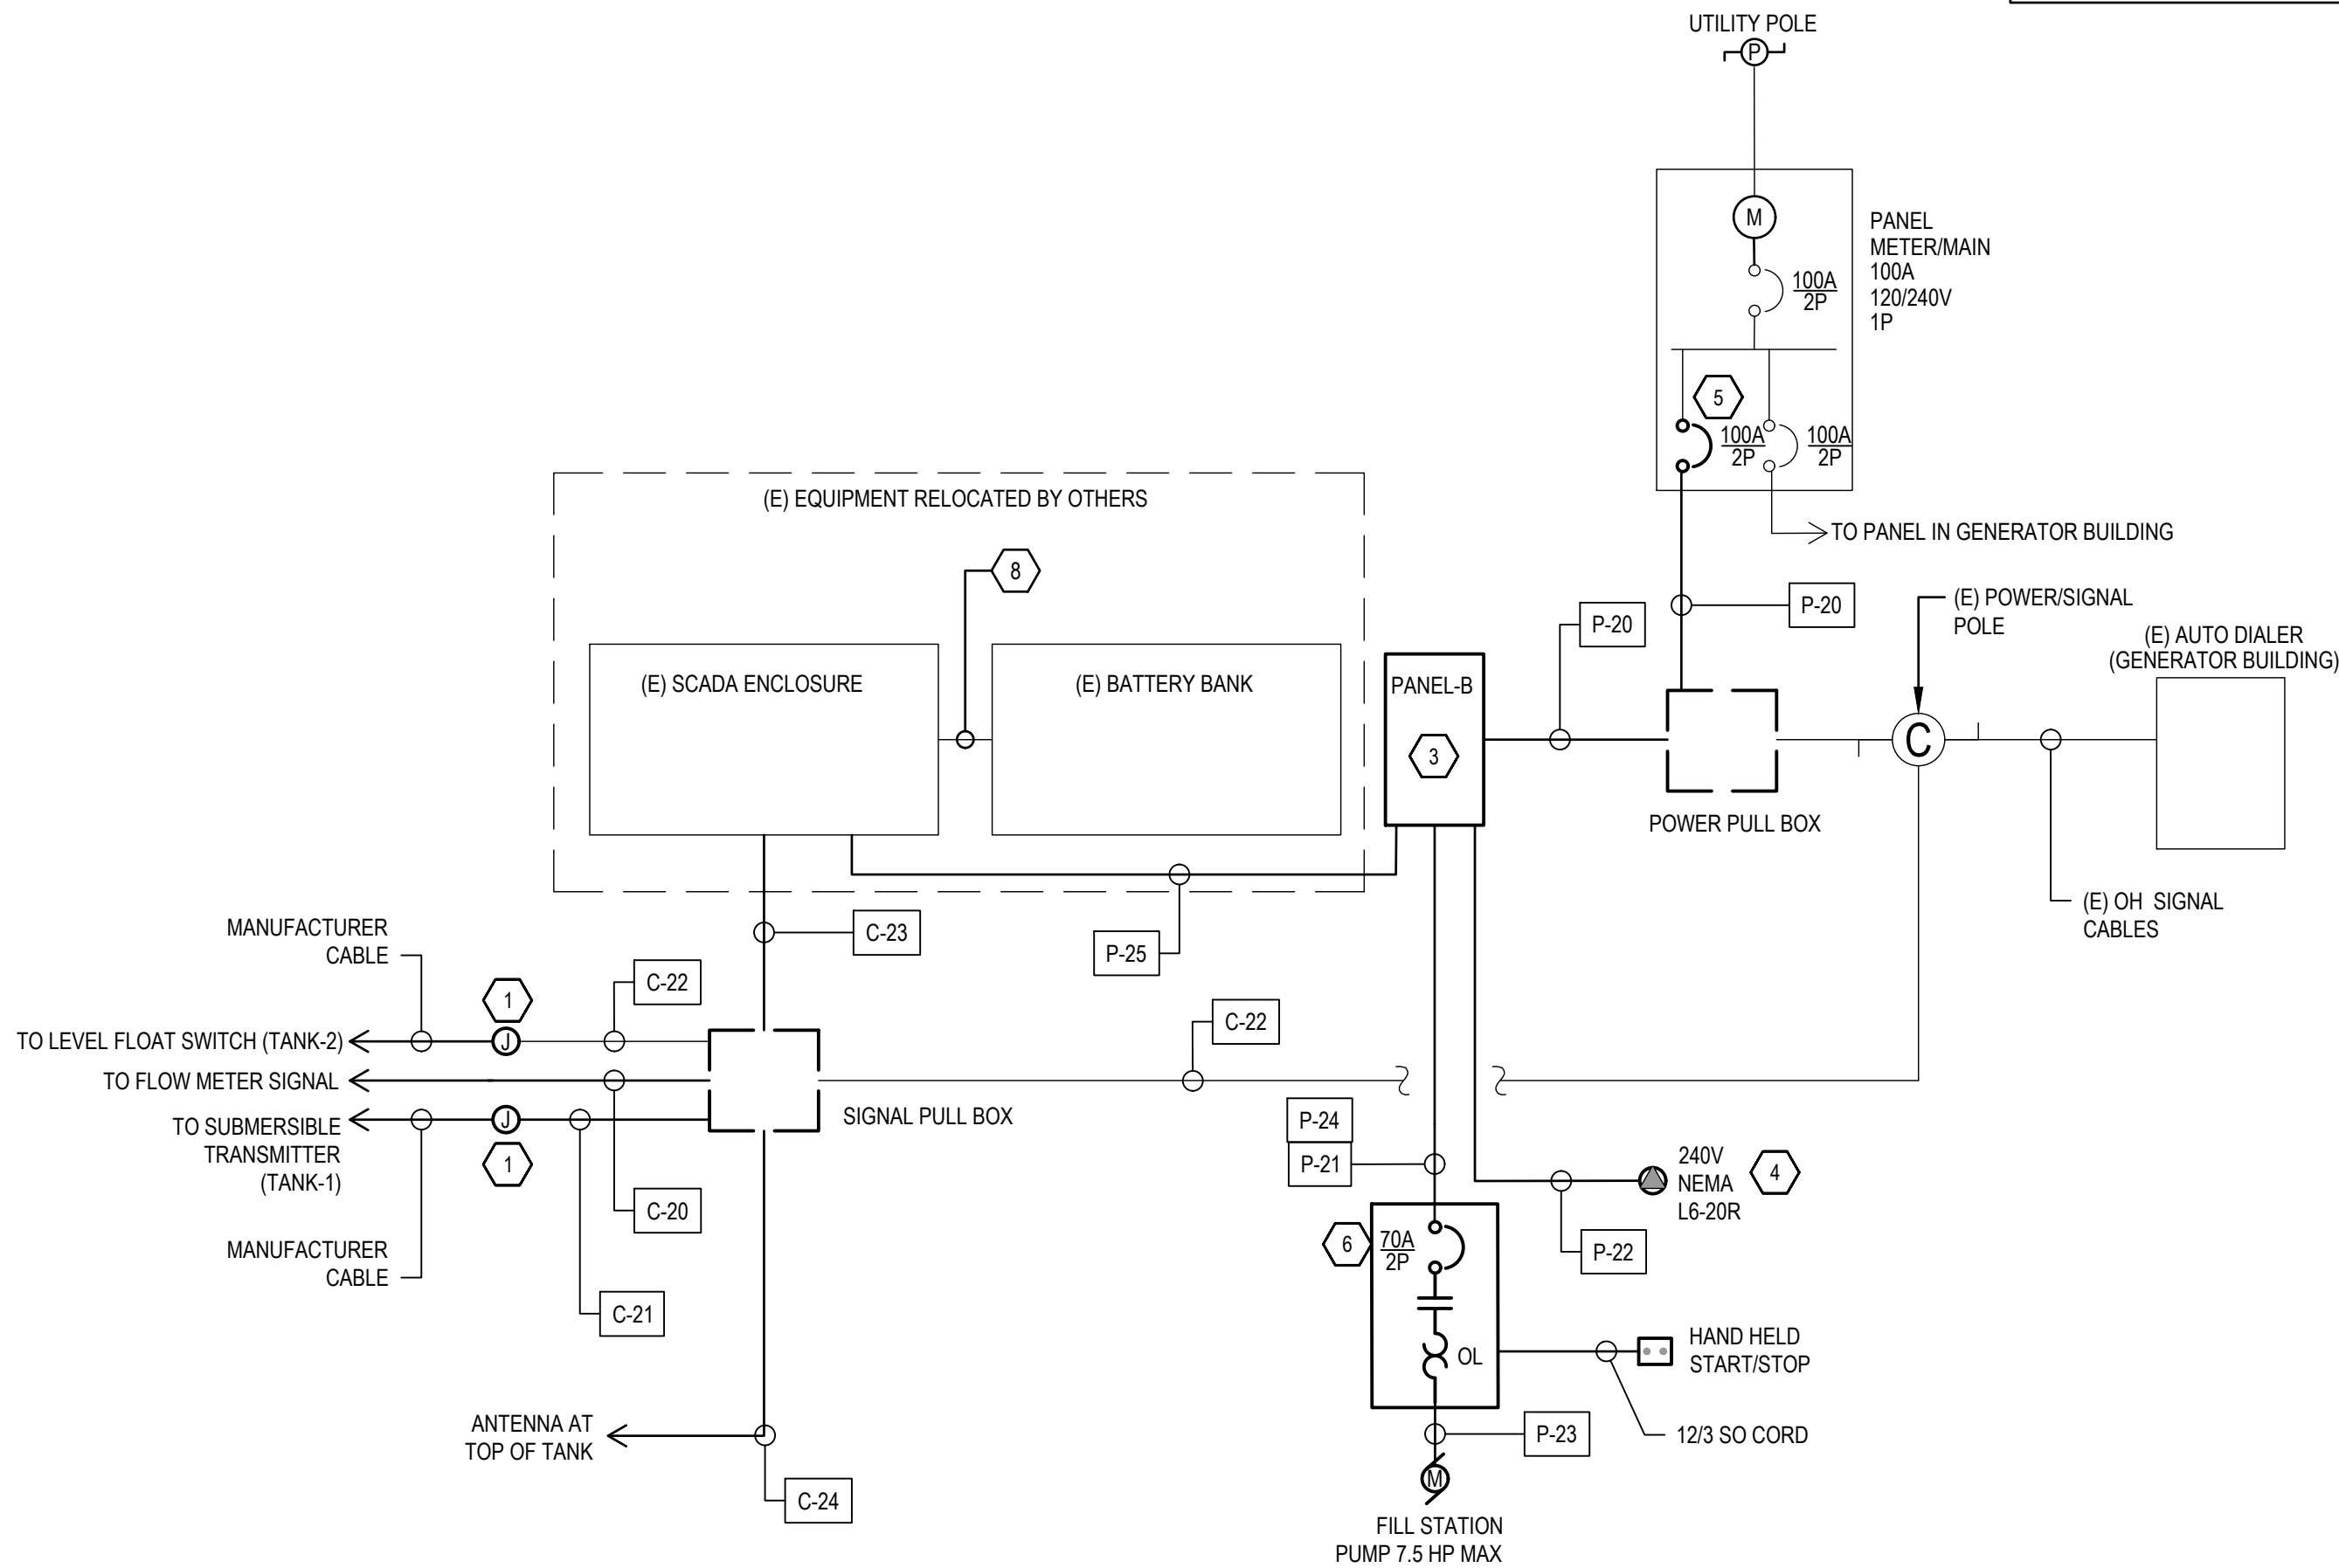 UTILITY POLE
P
M
PANEL
METER/MAIN
100A
120/240V
1P
100A
2P
5
100A
2P
100A
2P
TO PANEL IN GENERATOR BUILDING
(E) EQUIPMENT RELOCATED BY OTHERS
8
(E) SCADA ENCLOSURE
(E) BATTERY BANK
PANEL-B
3
P-20
P-20
(E) POWER/SIGNAL
POLE
C
(E) AUTO DIALER
(GENERATOR BUILDING)
POWER PULL BOX
(E) OH SIGNAL
CABLES
MANUFACTURER
CABLE
C-23
P-25
1
C-22
C-22
TO LEVEL FLOAT SWITCH (TANK-2)
J
TO FLOW METER SIGNAL
TO SUBMERSIBLE
TRANSMITTER
(TANK-1)
J
1
SIGNAL PULL BOX
C-20
MANUFACTURER
CABLE
C-21
P-24
P-21
240V
NEMA
L6-20R
4
P-22
6
70A
2P
OL
HAND HELD
START/STOP
12/3 SO CORD
P-23
ANTENNA AT
TOP OF TANK
C-24
M
FILL STATION
PUMP 7.5 HP MAX